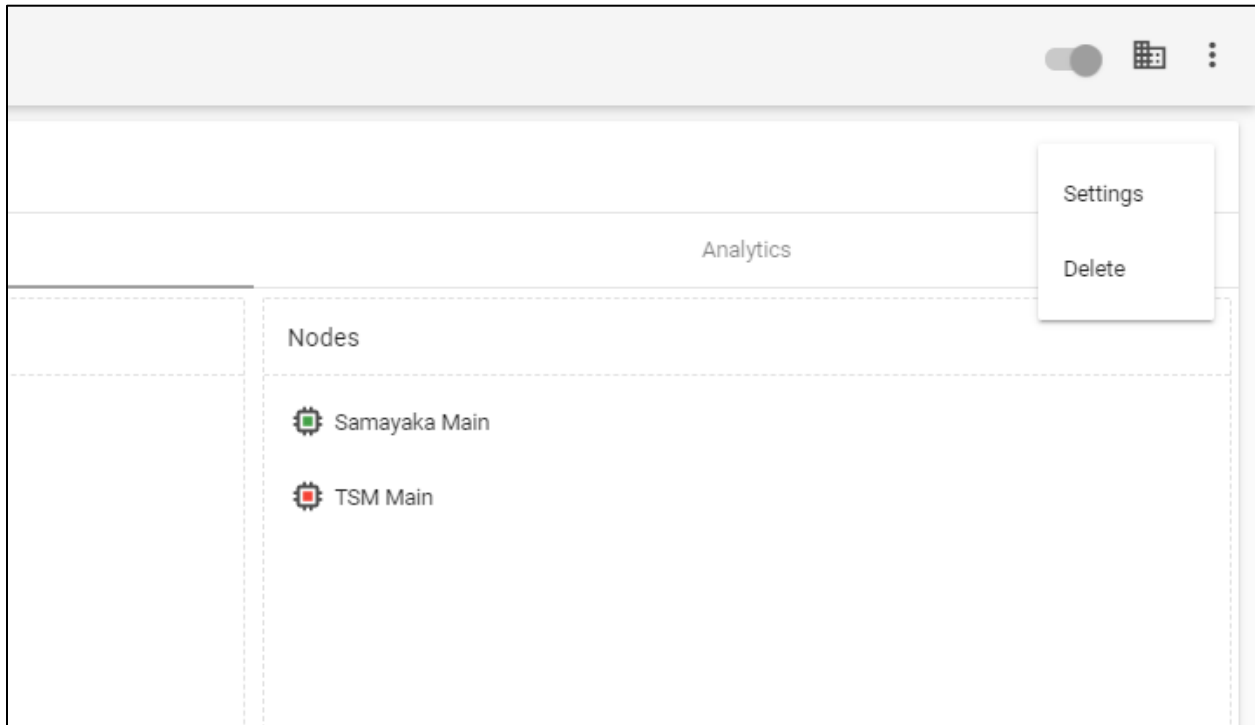 Settings
Analytics
Delete
Nodes
Samayaka Main
TSM Main